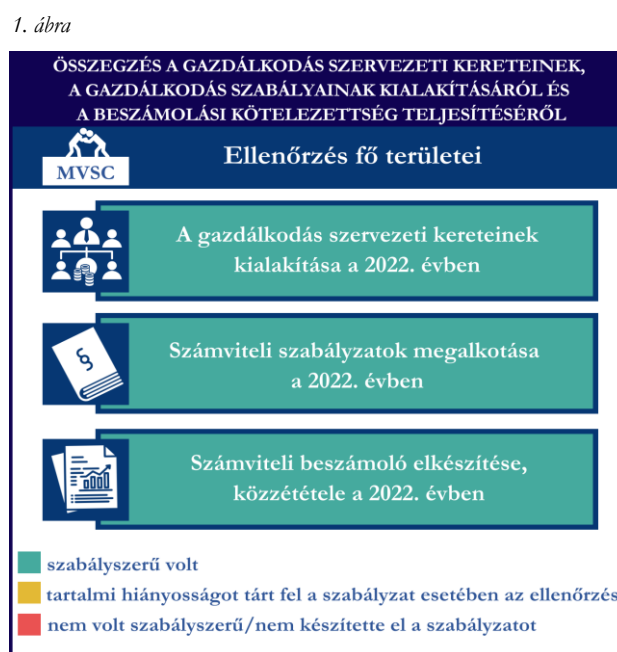 1. ábra
ÖSSZEGZÉS A GAZDÁLKODÁS SZERVEZETI KERETEINEK,
A GAZDÁLKODÁS SZABÁLYAINAK KIALAKÍTÁSÁRÓL ÉS
A BESZÁMOLÁSI KÖTELEZETTSÉG TELJESÍTÉSÉRŐL
MVSC
Ellenőrzés fő területei
A gazdálkodás szervezeti kereteinek
kialakítása a 2022. évben
§
Számviteli szabályzatok megalkotása
a 2022. évben
Számviteli beszámoló elkészítése,
közzététele a 2022. évben
szabályszerű volt
tartalmi hiányosságot tárt fel a szabályzat esetében az ellenőrzés
nem volt szabályszerű/nem készítette el a szabályzatot